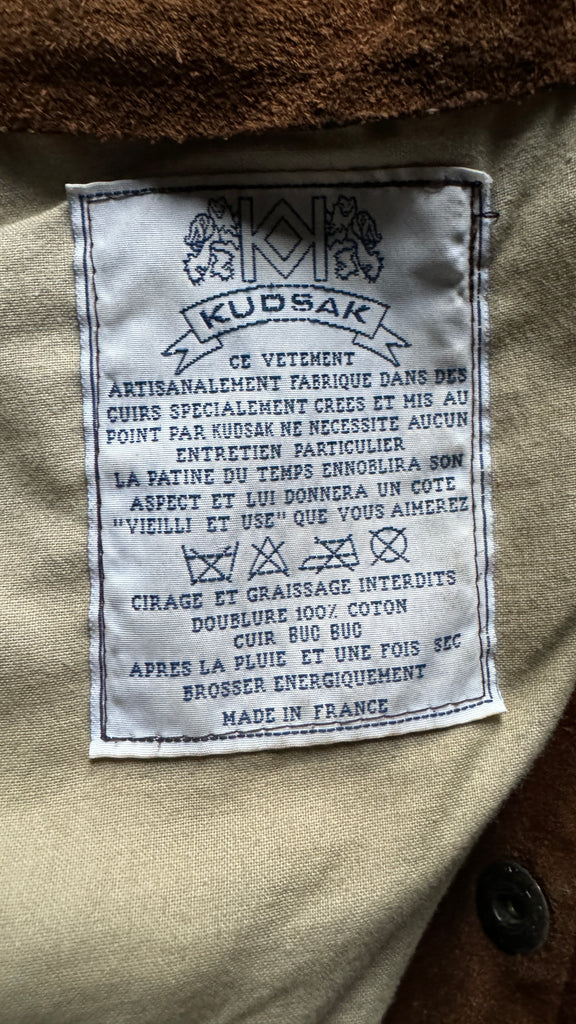 KUDSAK
CE VETEMENT
ARTISANALEMENT FABRIQUE DANS DES
CUIRS SPECIALEMENT CREES ET MIS AU
POINT PAR KUDSAK NE NECESSITE AUCUN
ENTRETIEN PARTICULIER
LA PATINE DU TEMPS ENNOBLIRA SON
ASPECT ET LUI DONNERA UN COTE
"VIEILLI ET USE" QUE VOUS AIMEREZ
CIRAGE ET GRAISSAGE INTERDITS
DOUBLURE 100% COTON
CUIR BUC BUC
APRES LA PLUIE ET UNE FOIS SEC
BROSSER ENERGIQUEMENT
MADE IN FRANCE